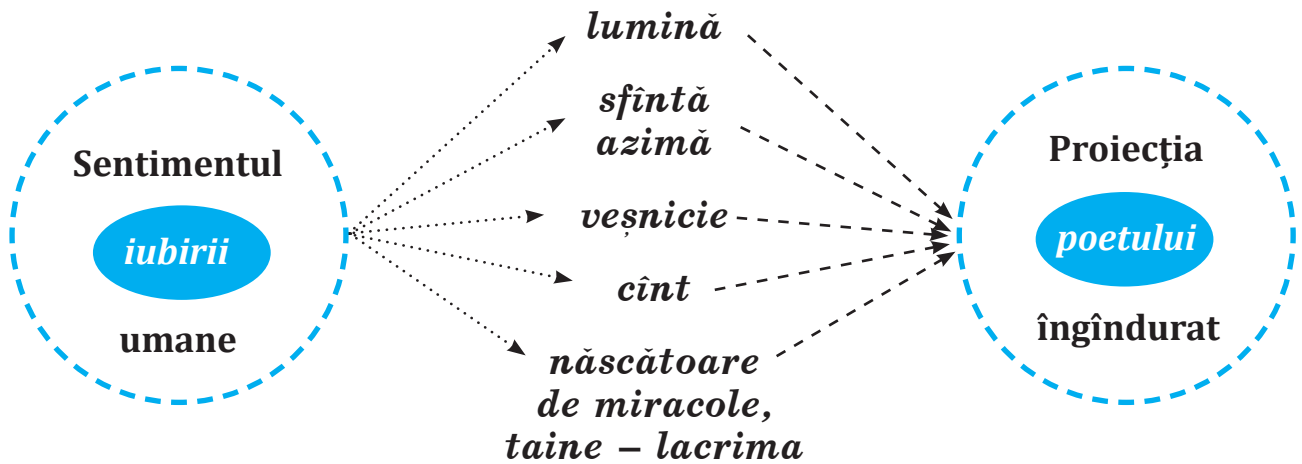 Sentimentul
iubirii
umane
lumină
sfîntă
azimă
veșnicie
cînt
născătoare
de miracole,
taine – lacrima
Proiecția
poetului
îngîndurat